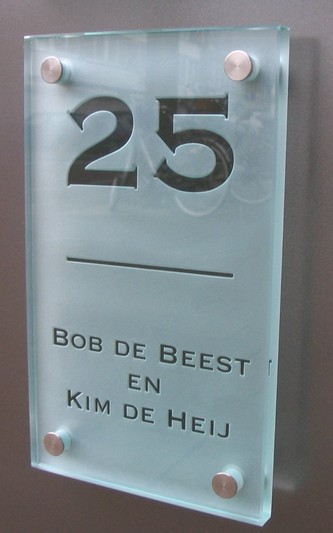 25
Bob de Beest
en
Kim de Heij